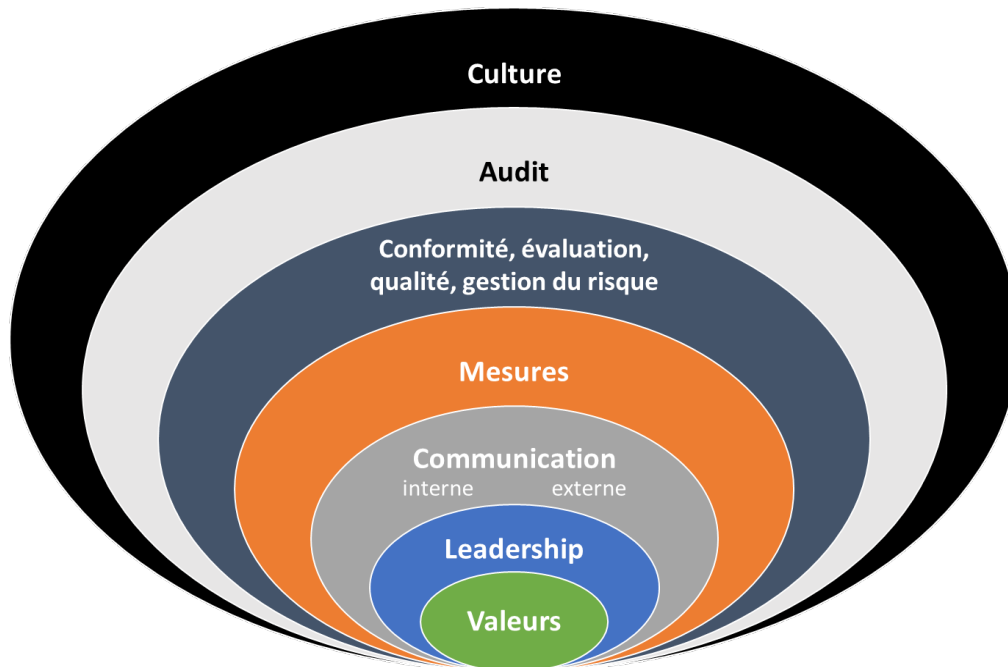 Culture
Audit
Conformité, évaluation,
qualité, gestion du risque
Mesures
Communication
interne externe
Leadership
Valeurs